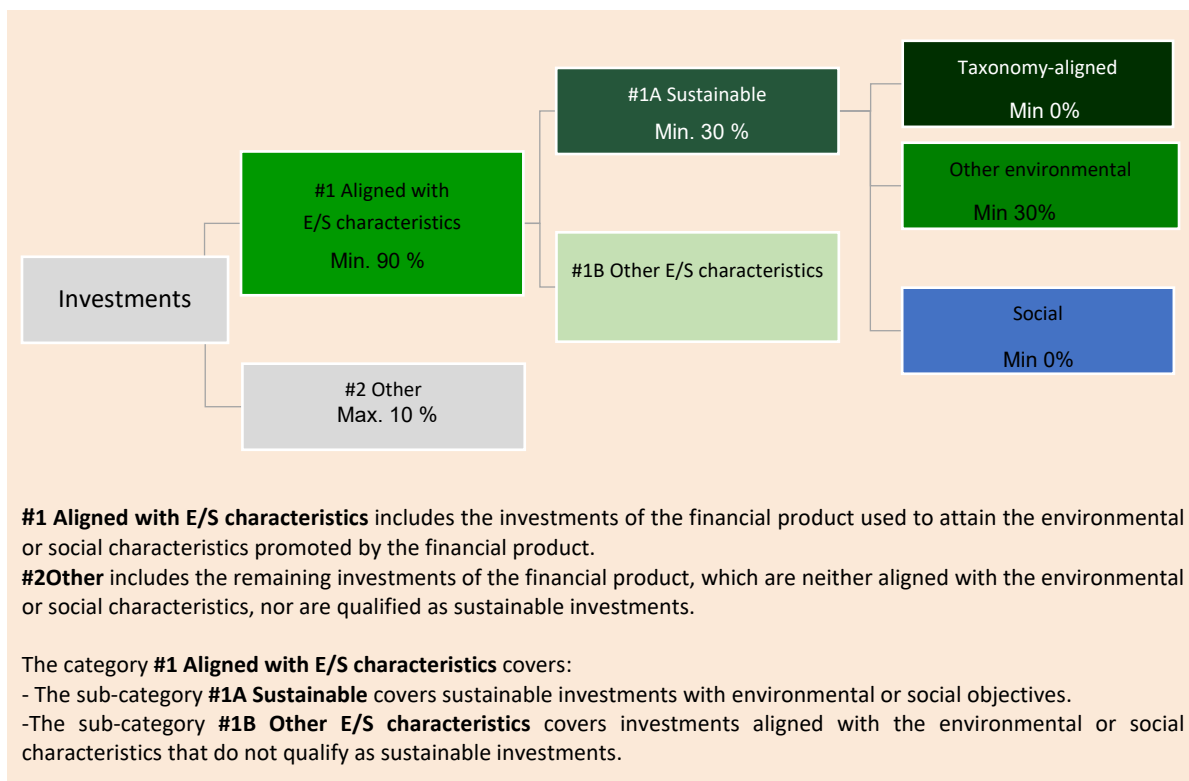 Investments
#1 Aligned with
E/S characteristics
Min. 90 %
#2 Other
Max. 10 %
#1A Sustainable
Min. 30 %
#1B Other E/S characteristics
Taxonomy-aligned
Min 0%
Other environmental
Min 30%
Social
Min 0%
#1 Aligned with E/S characteristics includes the investments of the financial product used to attain the environmental
or social characteristics promoted by the financial product.
#2Other includes the remaining investments of the financial product, which are neither aligned with the environmental
or social characteristics, nor are qualified as sustainable investments.
The category #1 Aligned with E/S characteristics covers:
- The sub-category #1A Sustainable covers sustainable investments with environmental or social objectives.
-The sub-category #1B Other E/S characteristics covers investments aligned with the environmental or social
characteristics that do not qualify as sustainable investments.